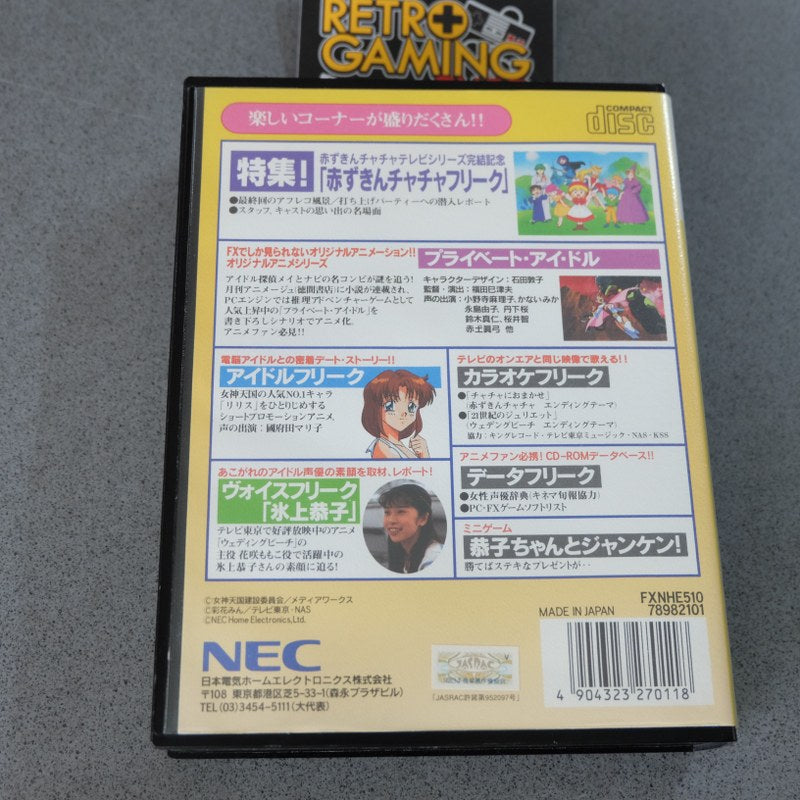 RETRO
GAMING
楽しいコーナーが盛りだくさん!!
COMPACT
disc
特集!
赤ずきんチャチャテレビシリーズ完結記念
「赤ずきんチャチャフリーク」
●最終回のアフレコ風景/打ち上げパーティーへの潜入レポート
●スタッフ、キャストの思い出の名場面
FXでしか見られないオリジナルアニメーション!!
オリジナルアニメシリーズ
プライベート・アイ・ドル
アイドル探偵メイとナビの名コンビが謎を追う!
月刊アニメージュ(徳間書店)に小説が連載され、
PCエンジンでは推理アドベンチャーゲームとして
人気上昇中の「プライベート・アイドル」を
書き下ろしシナリオでアニメ化。
アニメファン必見!!
キャラクターデザイン:石田敦子
監督・演出:福田巳津夫
声の出演:小野寺麻理子、かないみか
永島由子、丹下桜
鈴木真仁、桜井智
赤土眞弓 他
電脳アイドルとの密着デート・ストーリー!!
アイドルフリーク
女神天国の人気NO.1キャラ
「リリス」をひとりじめする
ショートプロモーションアニメ。
声の出演:國府田マリ子
テレビのオンエアと同じ映像で歌える!!
カラオケフリーク
●「チャチャにおまかせ」
(赤ずきんチャチャ エンディングテーマ)
●「21世紀のジュリエット」
(ウェディングピーチ エンディングテーマ)
協力:キングレコード・テレビ東京ミュージック・NAS・KSS
あこがれのアイドル声優の素顔を取材、レポート!
ヴォイスフリーク
「氷上恭子」
テレビ東京で好評放映中のアニメ
「ウェディングピーチ」の
主役 花咲ももこ役で活躍中の
氷上恭子さんの素顔に迫る!
アニメファン必携!CD-ROMデータベース!!
データフリーク
●女性声優辞典(キネマ旬報協力)
●PC-FXゲームソフトリスト
ミニゲーム
恭子ちゃんとジャンケン!
勝てばステキなプレゼントが‥
©女神天国建設委員会/メディアワークス
©彩花みん/テレビ東京・NAS
©NEC Home Electronics,Ltd.
MADE IN JAPAN
FXNHE510
78982101
NEC
日本電気ホームエレクトロニクス株式会社
〒108 東京都港区芝5-33-1(森永プラザビル)
TEL(03)3454-5111(大代表)
JASRAC
「JASRAC許諾第952097号」
4 904323 270118